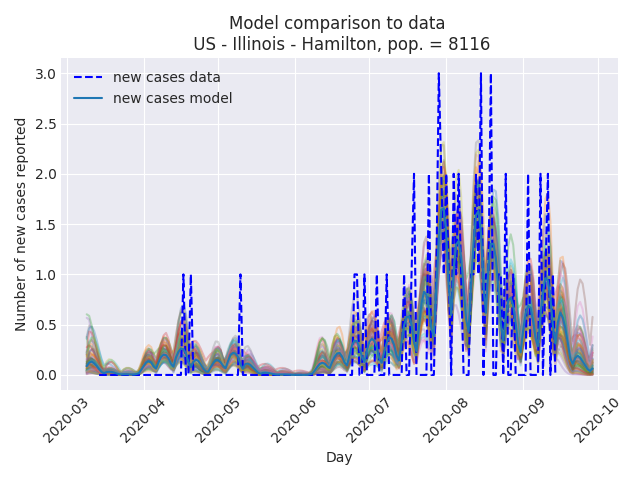 Model comparison to data
US - Illinois - Hamilton, pop. = 8116
new cases data
new cases model
Number of new cases reported
3.0
2.5
2.0
1.5
1.0
0.5
0.0
2020-03
2020-04
2020-05
2020-06
2020-07
2020-08
2020-09
2020-10
Day